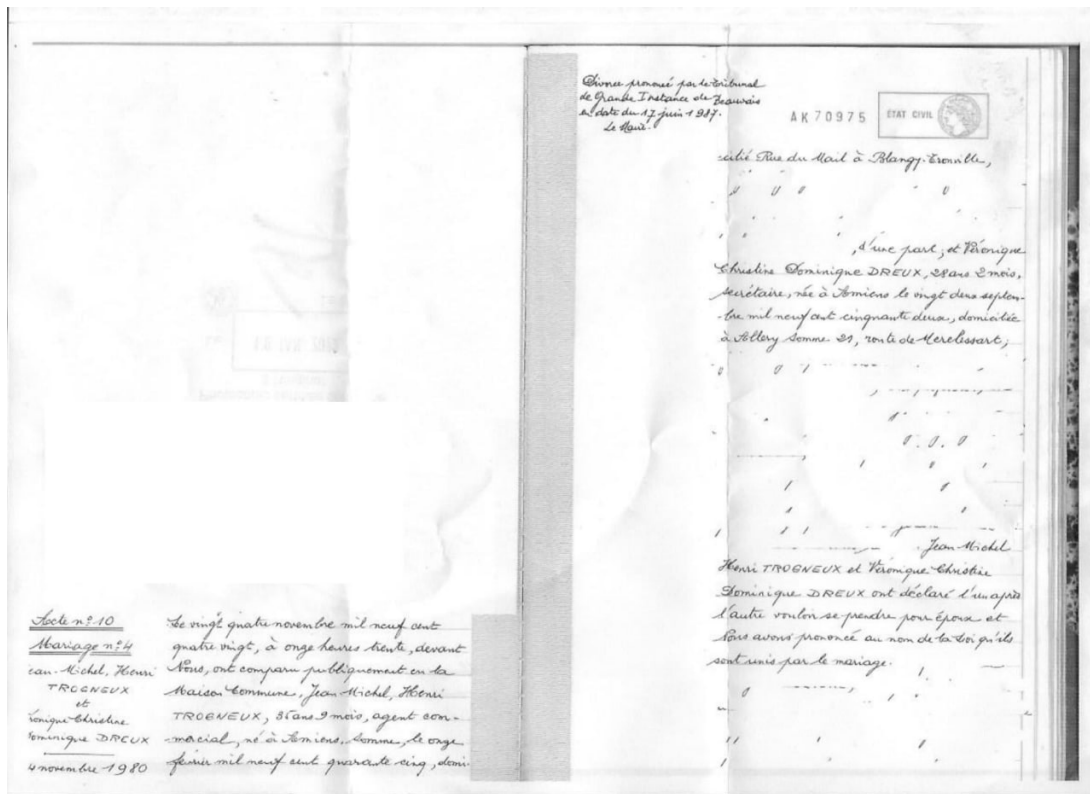 Acte nº 10
Mariage nº 4
ean-Michel, Henri
TROGNEUX
et
ronique Christine
ominique DREUX
4 novembre 1980
Le vingt quatre novembre mil neuf cent
quatre vingt, à onze heures trente, devant
Nous, ont comparu publiquement en la
Maison Commune, Jean Michel, Henri
TROGNEUX, 35 ans 9 mois, agent com-
-mercial, né à Amiens, Somme, le onze
février mil neuf cent quarante cinq, domi-
Divorce prononcé par le Tribunal
de Grande Instance de Beauvais
en date du 17 juin 1987.
Le Maire.
AK 70975
ÉTAT CIVIL
-cilié Rue du Mail à Blangy-Tronville,
d'une part, et Véronique
Christine Dominique DREUX, 28 ans 2 mois,
secrétaire, née à Amiens le vingt deux septem-
-bre mil neuf cent cinquante deux, domiciliée
à Allery Somme 21, route de Merelessart,
Jean-Michel
Henri TROGNEUX et Véronique Christine
Dominique DREUX ont déclaré l'un après
l'autre vouloir se prendre pour époux et
Nous avons prononcé au nom de la Loi qu'ils
sont unis par le mariage.